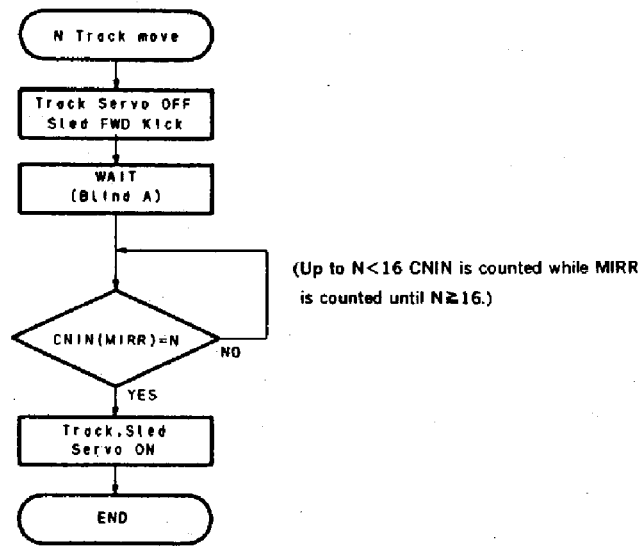 N Track move
Track Servo OFF
Sled FWD Kick
WAIT
(Blind A)
(Up to N<16 CNIN is counted while MIRR
is counted until N≧16.)
CNIN(MIRR)=N
NO
YES
Track,Sled
Servo ON
END